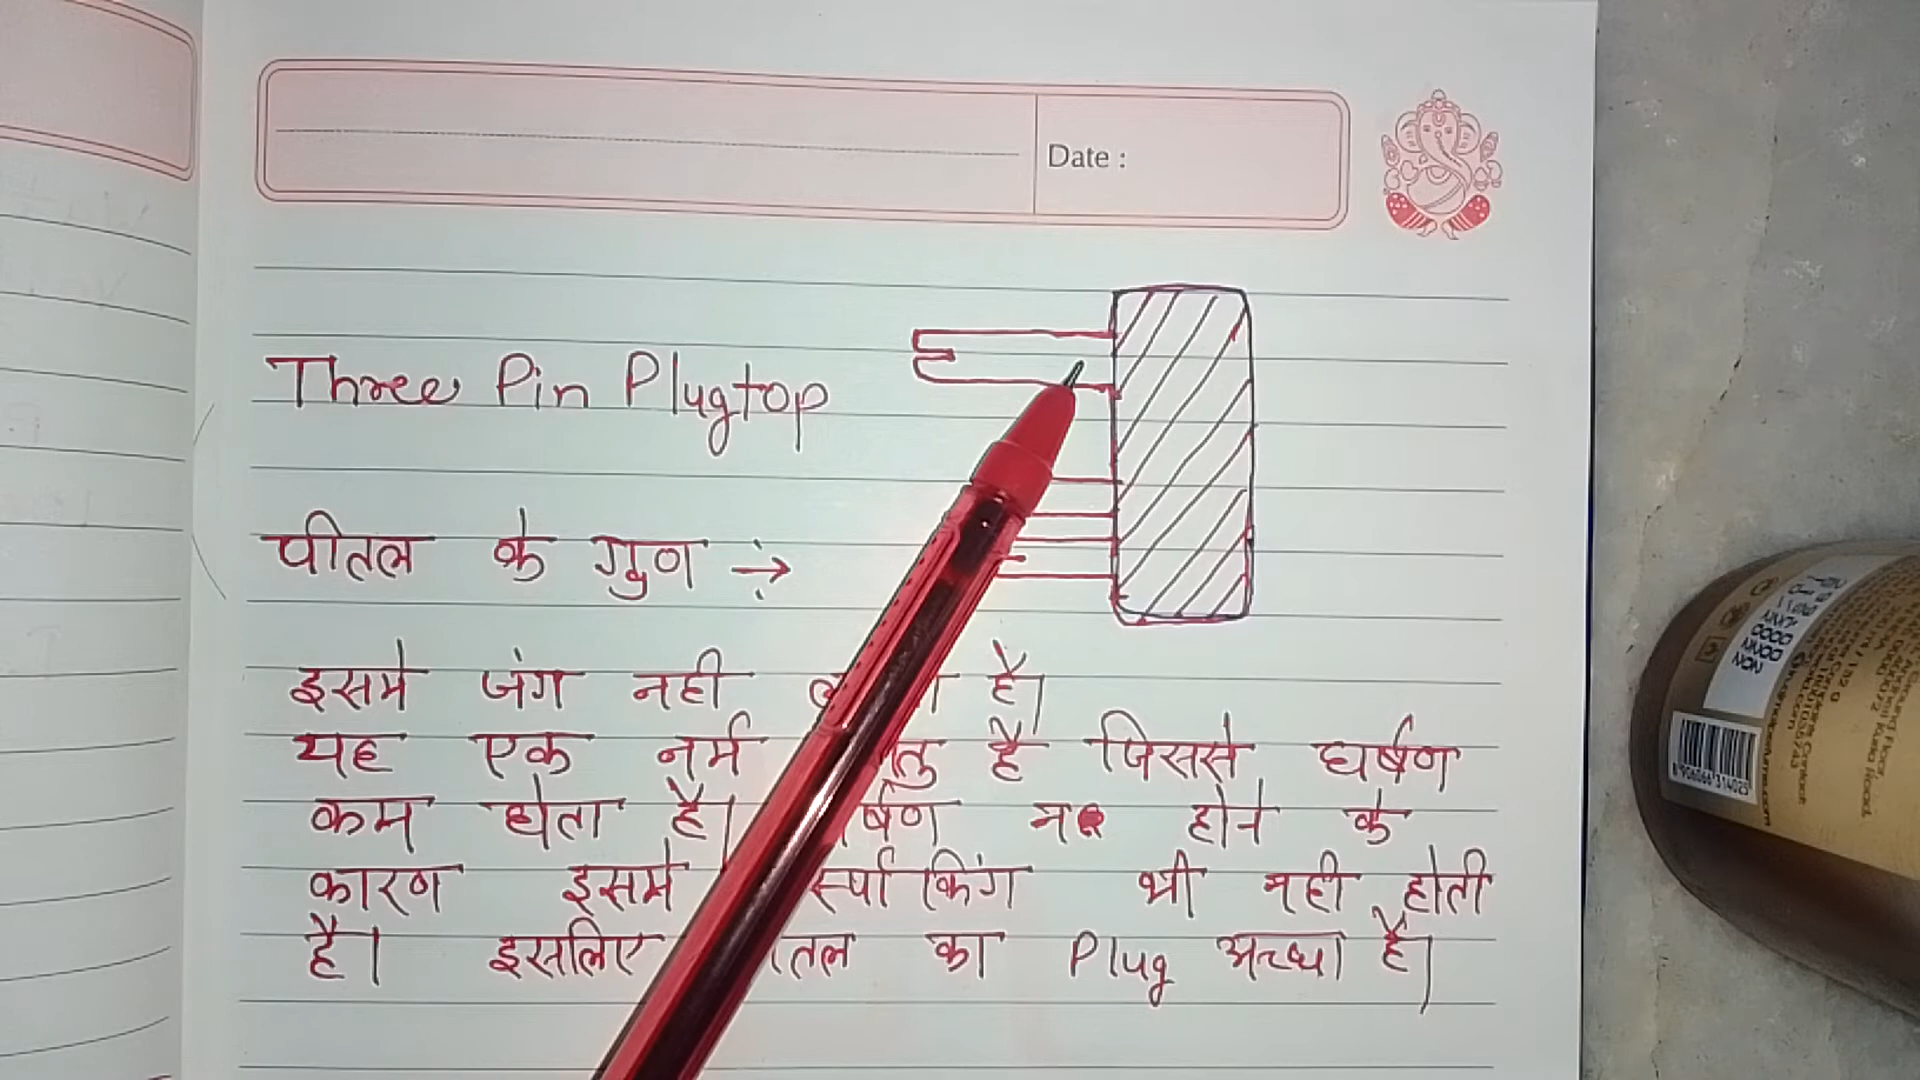 Date :
Three Pin Plugtop
पीतल के गुण →
इसमे जंग नही है।
यह एक नर्म है जिससे घर्षण
कम होता है। न होने के
कारण इसमे स्पार्किंग भी नही होती
है। इसलिए का Plug अच्छा है।